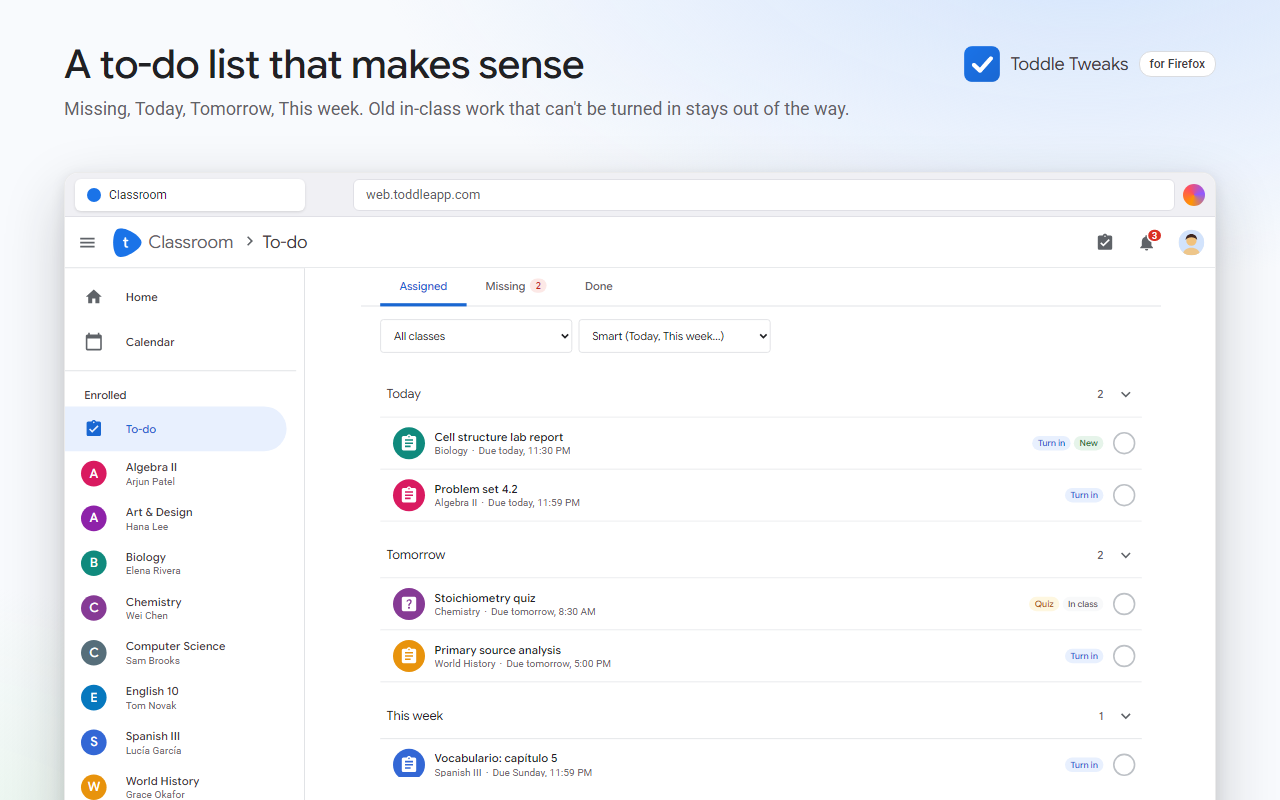 A to-do list that makes sense
Toddle Tweaks
for Firefox
Missing, Today, Tomorrow, This week. Old in-class work that can't be turned in stays out of the way.
Classroom
web.toddleapp.com
t Classroom > To-do
3
Home
Calendar
Enrolled
To-do
A Algebra II
Arjun Patel
A Art & Design
Hana Lee
B Biology
Elena Rivera
C Chemistry
Wei Chen
C Computer Science
Sam Brooks
E English 10
Tom Novak
S Spanish III
Lucía García
W World History
Grace Okafor
Assigned Missing 2 Done
All classes Smart (Today, This week...)
Today 2
Cell structure lab report
Biology · Due today, 11:30 PM
Turn in New
Problem set 4.2
Algebra II · Due today, 11:59 PM
Turn in
Tomorrow 2
? Stoichiometry quiz
Chemistry · Due tomorrow, 8:30 AM
Quiz In class
Primary source analysis
World History · Due tomorrow, 5:00 PM
Turn in
This week 1
Vocabulario: capítulo 5
Spanish III · Due Sunday, 11:59 PM
Turn in